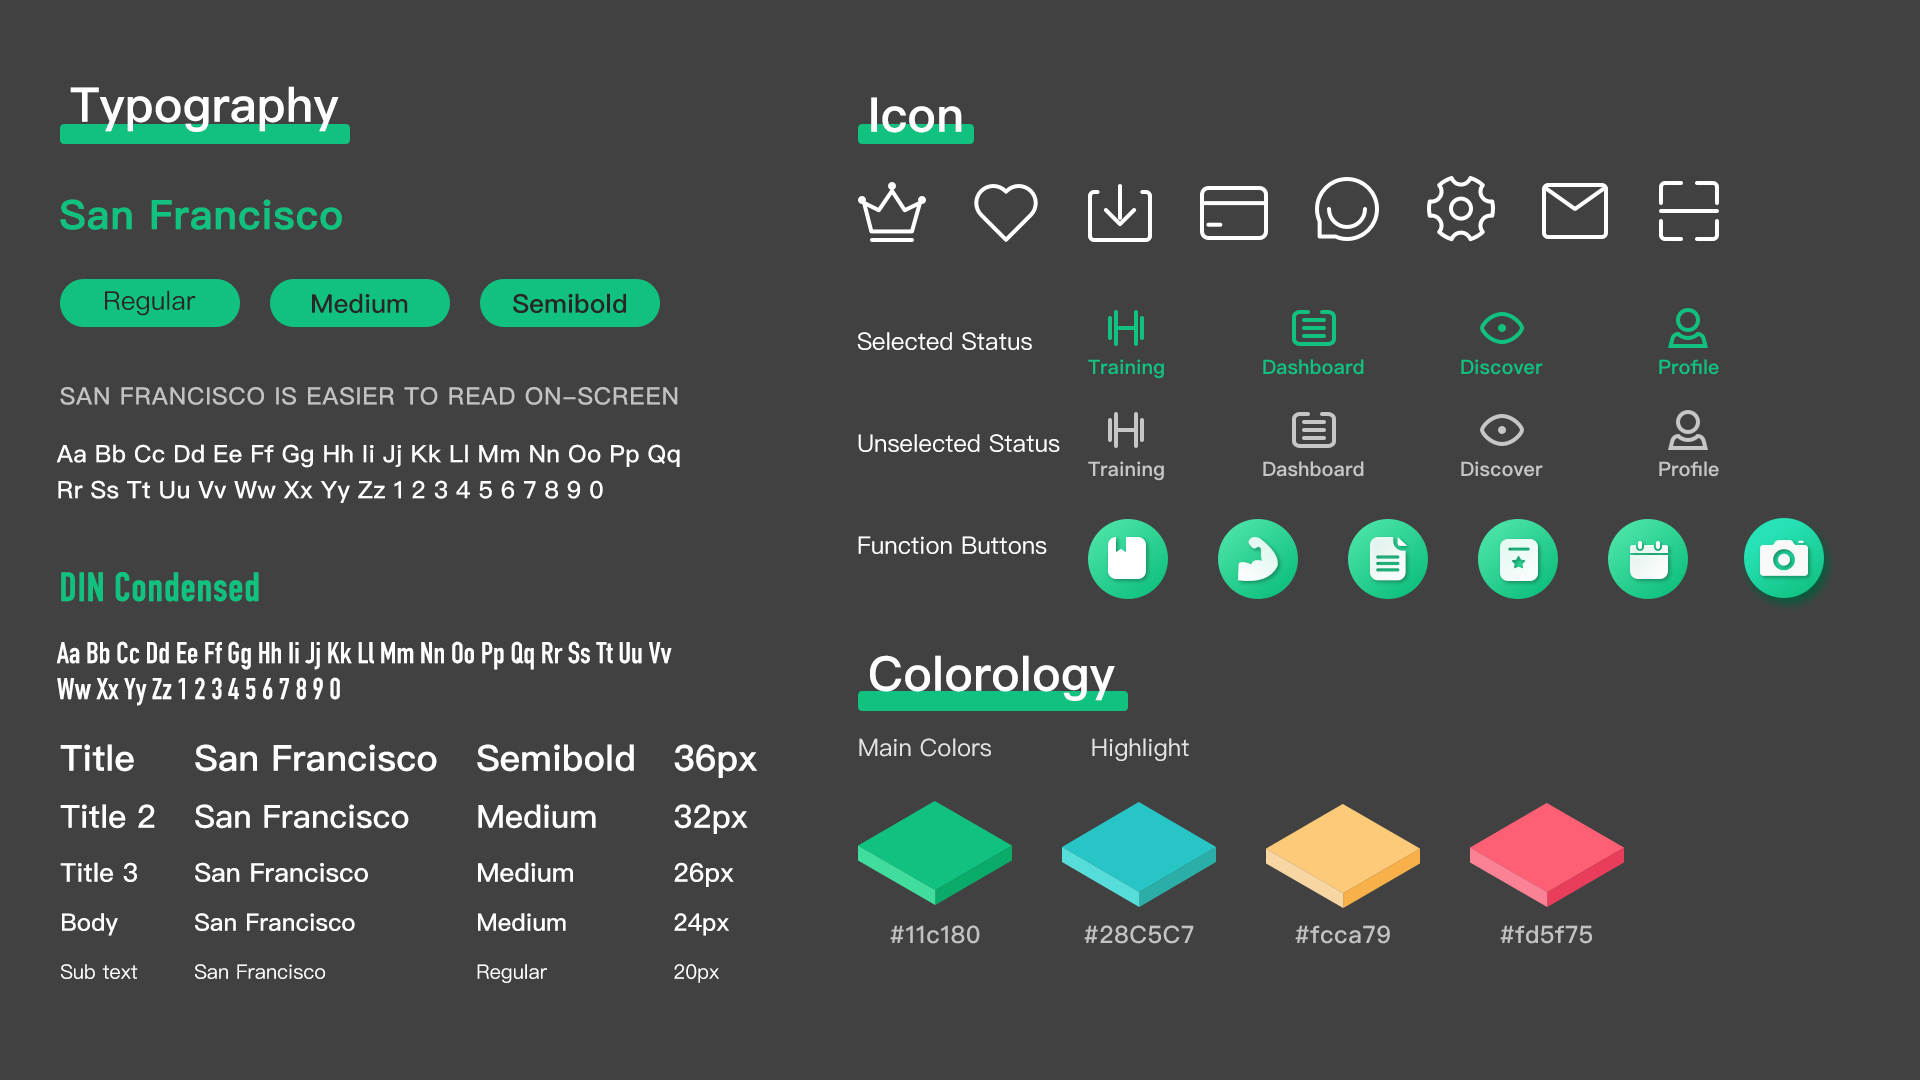 Typography
San Francisco
Regular Medium Semibold
SAN FRANCISCO IS EASIER TO READ ON-SCREEN
Aa Bb Cc Dd Ee Ff Gg Hh Ii Jj Kk Ll Mm Nn Oo Pp Qq
Rr Ss Tt Uu Vv Ww Xx Yy Zz 1 2 3 4 5 6 7 8 9 0
DIN Condensed
Aa Bb Cc Dd Ee Ff Gg Hh Ii Jj Kk Ll Mm Nn Oo Pp Qq Rr Ss Tt Uu Vv
Ww Xx Yy Zz 1 2 3 4 5 6 7 8 9 0
Title San Francisco Semibold 36px
Title 2 San Francisco Medium 32px
Title 3 San Francisco Medium 26px
Body San Francisco Medium 24px
Sub text San Francisco Regular 20px
Icon
Selected Status
Training Dashboard Discover Profile
Unselected Status
Training Dashboard Discover Profile
Function Buttons
Colorology
Main Colors Highlight
#11c180 #28C5C7 #fcca79 #fd5f75